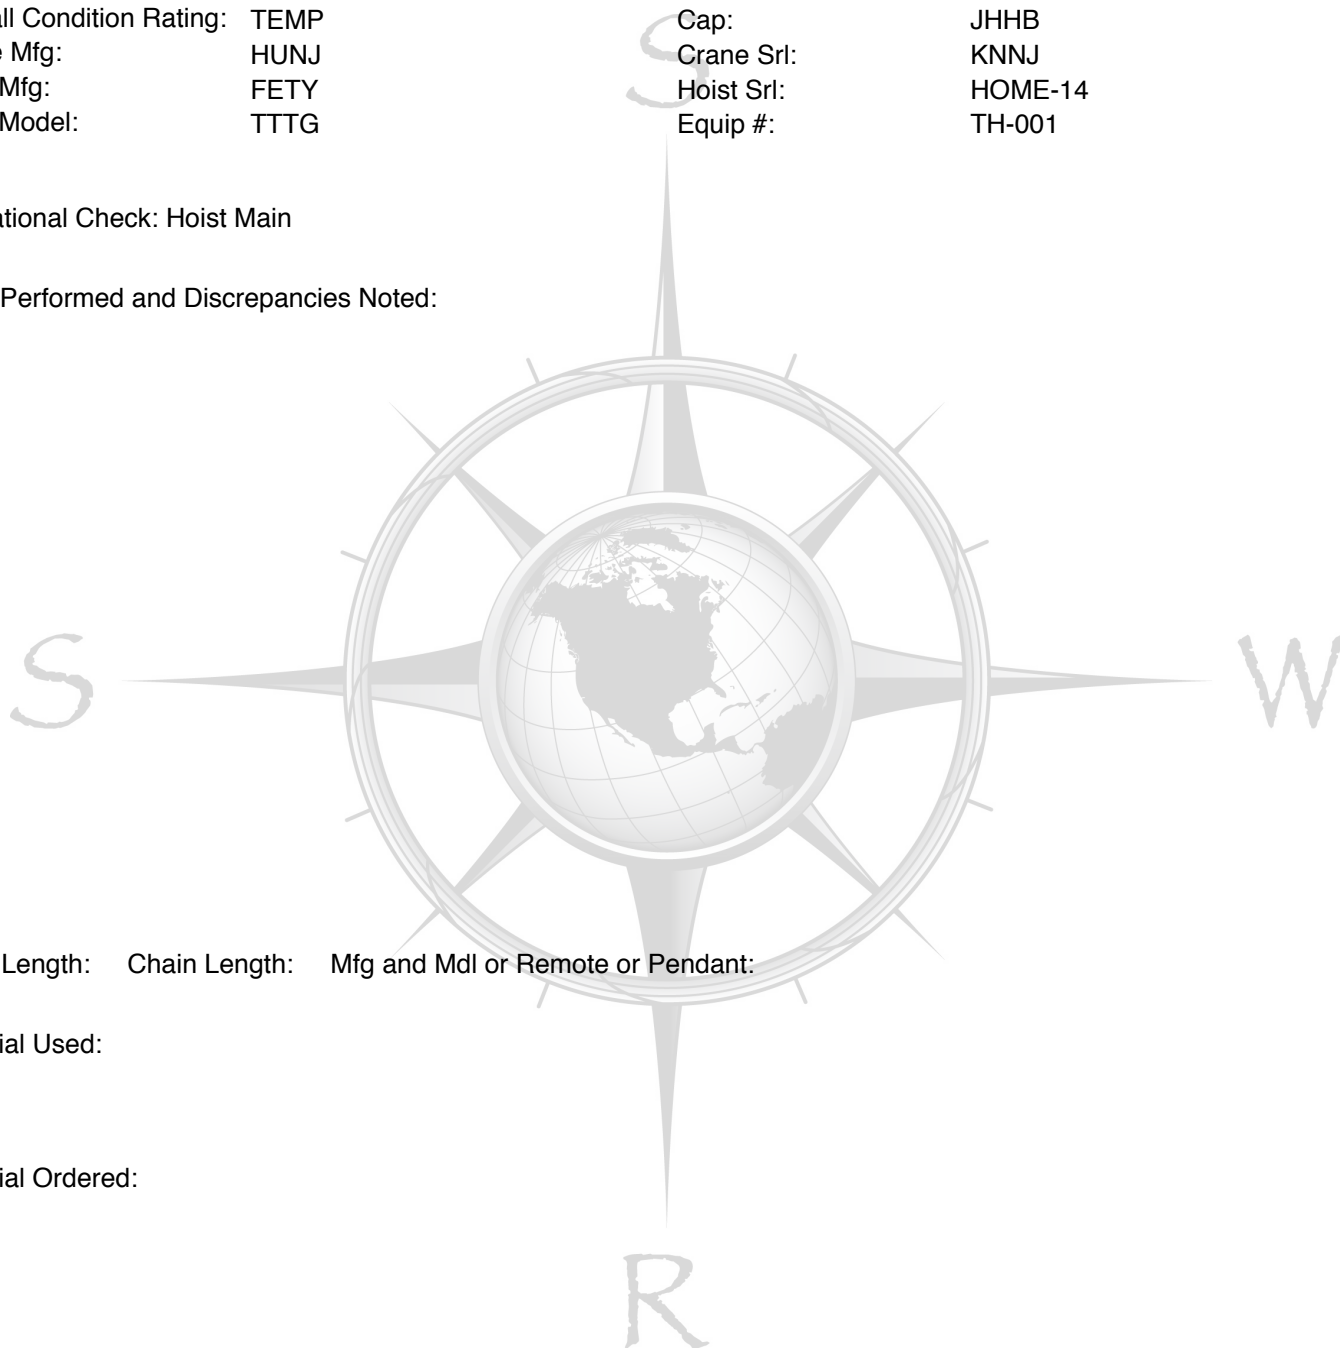 all Condition Rating: TEMP Cap: JHHB
e Mfg: HUNJ Crane Srl: KNNJ
Mfg: FETY Hoist Srl: HOME-14
Model: TTTG Equip #: TH-001
ational Check: Hoist Main
Performed and Discrepancies Noted:
Length: Chain Length: Mfg and Mdl or Remote or Pendant:
ial Used:
ial Ordered:
S
S W
R